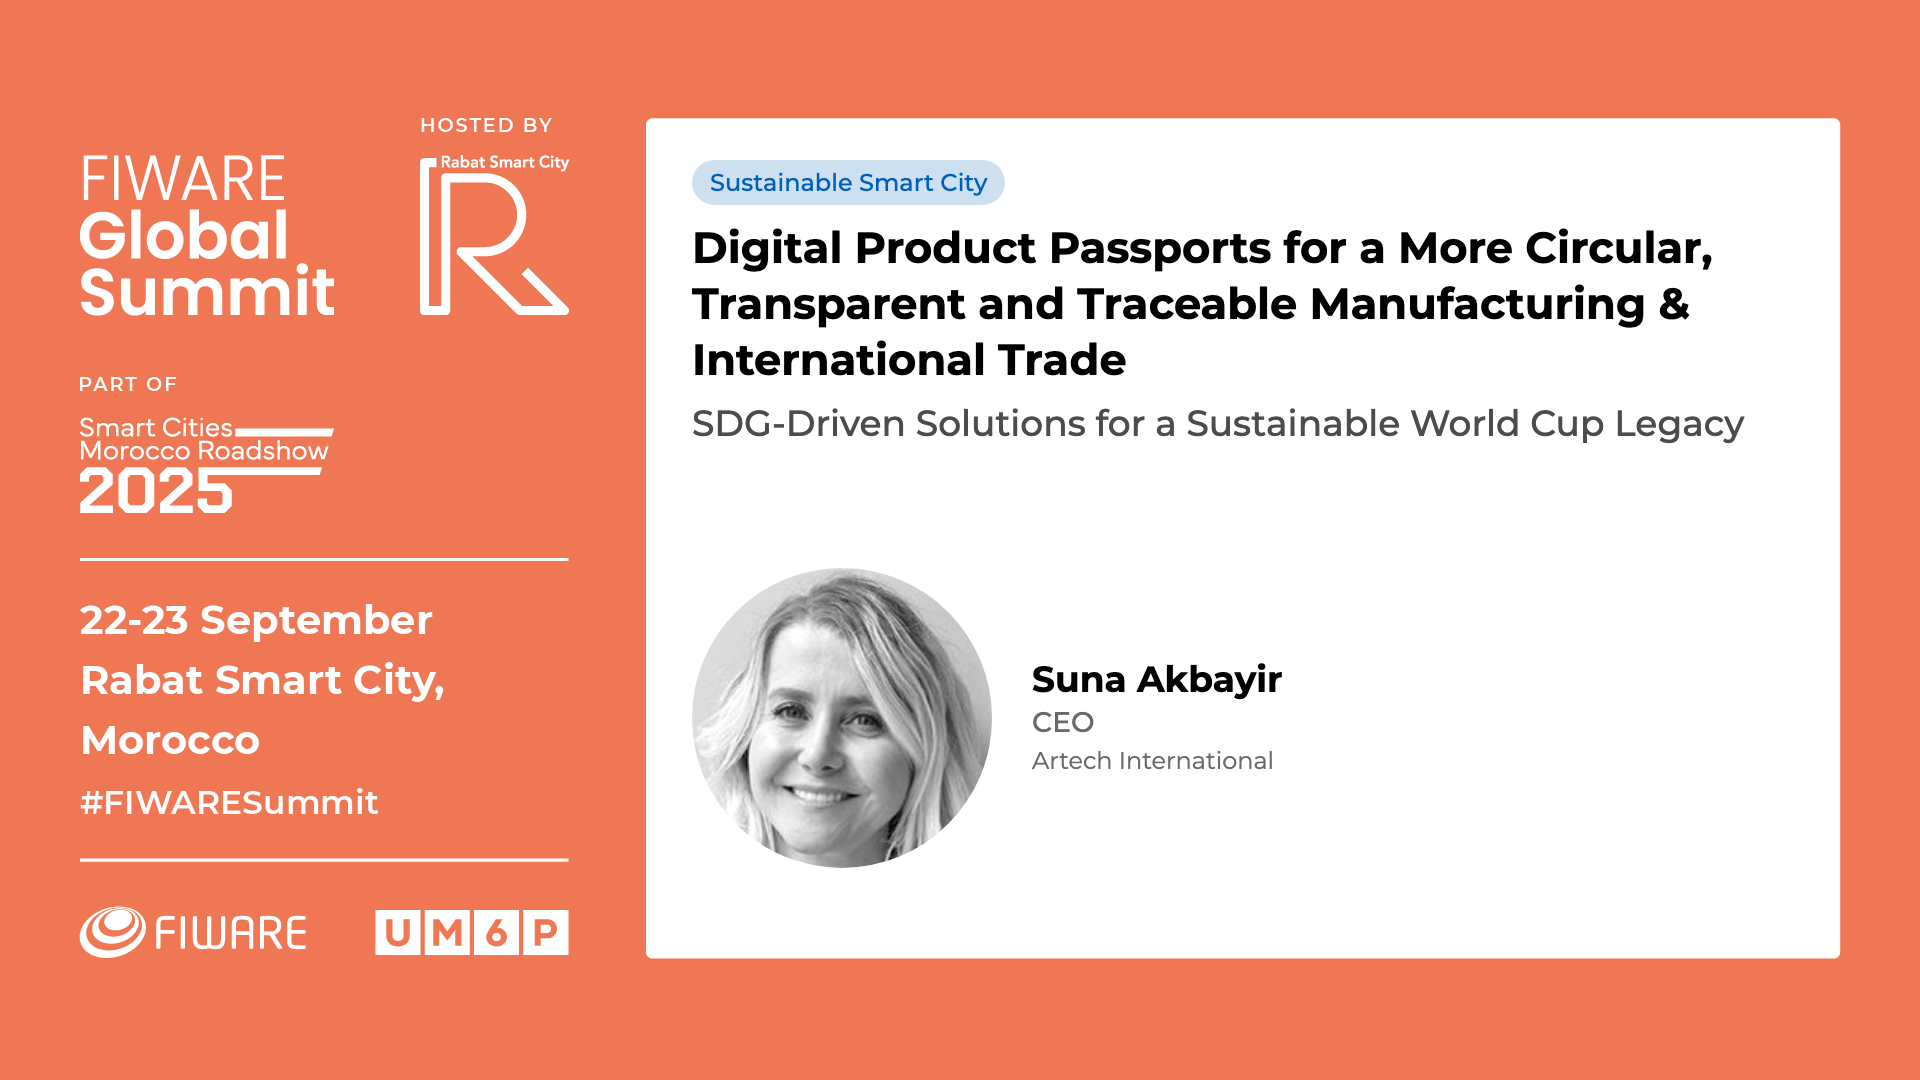 FIWARE
Global
Summit
HOSTED BY
Rabat Smart City
R
PART OF
Smart Cities
Morocco Roadshow
2025
22-23 September
Rabat Smart City,
Morocco
#FIWARESummit
FIWARE
UM6P
Sustainable Smart City
Digital Product Passports for a More Circular,
Transparent and Traceable Manufacturing &
International Trade
SDG-Driven Solutions for a Sustainable World Cup Legacy
Suna Akbayir
CEO
Artech International